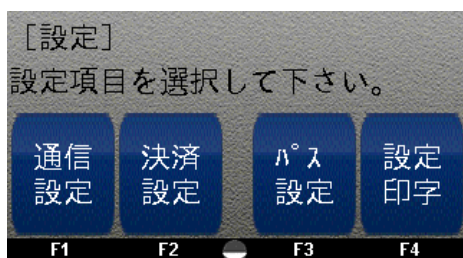 [設定]
設定項目を選択して下さい。
通信
設定
決済
設定
ﾊﾟｽ
設定
設定
印字
F1 F2 F3 F4